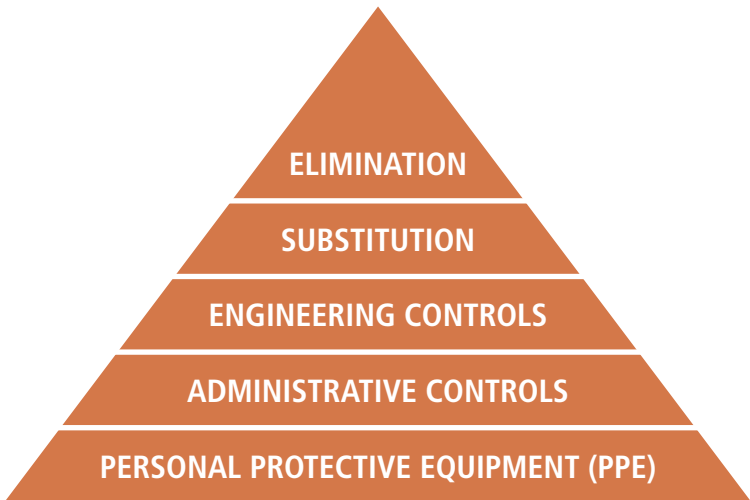 ELIMINATION
SUBSTITUTION
ENGINEERING CONTROLS
ADMINISTRATIVE CONTROLS
PERSONAL PROTECTIVE EQUIPMENT (PPE)